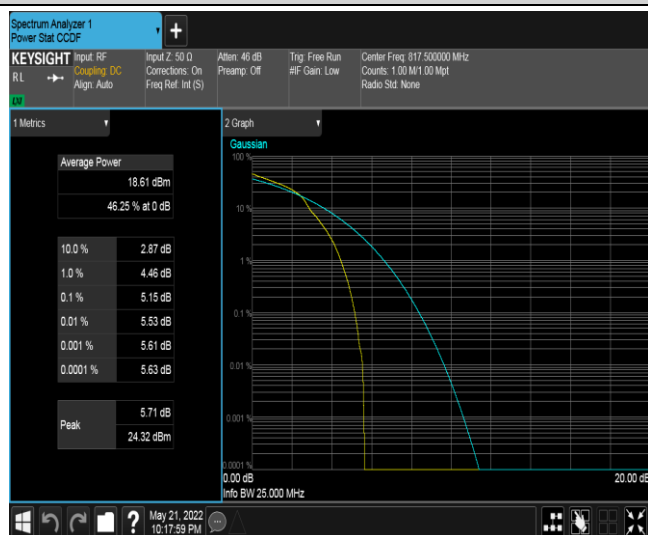 Spectrum Analyzer 1
Power Stat CCDF
+
KEYSIGHT
RL
LXI
Input: RF
Coupling: DC
Align: Auto
Input Z: 50 Ω
Corrections: On
Freq Ref: Int (S)
Atten: 46 dB
Preamp: Off
Trig: Free Run
#IF Gain: Low
Center Freq: 817.500000 MHz
Counts: 1.00 M/1.00 Mpt
Radio Std: None
1 Metrics
Average Power
18.61 dBm
46.25 % at 0 dB
10.0 % 2.87 dB
1.0 % 4.46 dB
0.1 % 5.15 dB
0.01 % 5.53 dB
0.001 % 5.61 dB
0.0001 % 5.63 dB
Peak
5.71 dB
24.32 dBm
2 Graph
Gaussian
100 %
10 %
1 %
0.1 %
0.01 %
0.001 %
0.0001 %
0.00 dB 20.00 dB
Info BW 25.000 MHz
?
May 21, 2022
10:17:59 PM